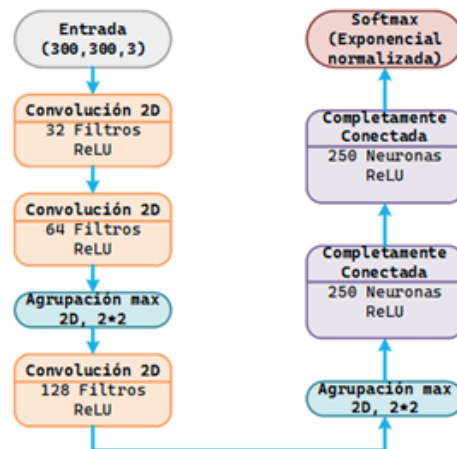 Entrada
(300,300,3)
Convolución 2D
32 Filtros
ReLU
Convolución 2D
64 Filtros
ReLU
Agrupación max
2D, 2*2
Convolución 2D
128 Filtros
ReLU
Agrupación max
2D, 2*2
Completamente
Conectada
250 Neuronas
ReLU
Completamente
Conectada
250 Neuronas
ReLU
Softmax
(Exponencial
normalizada)